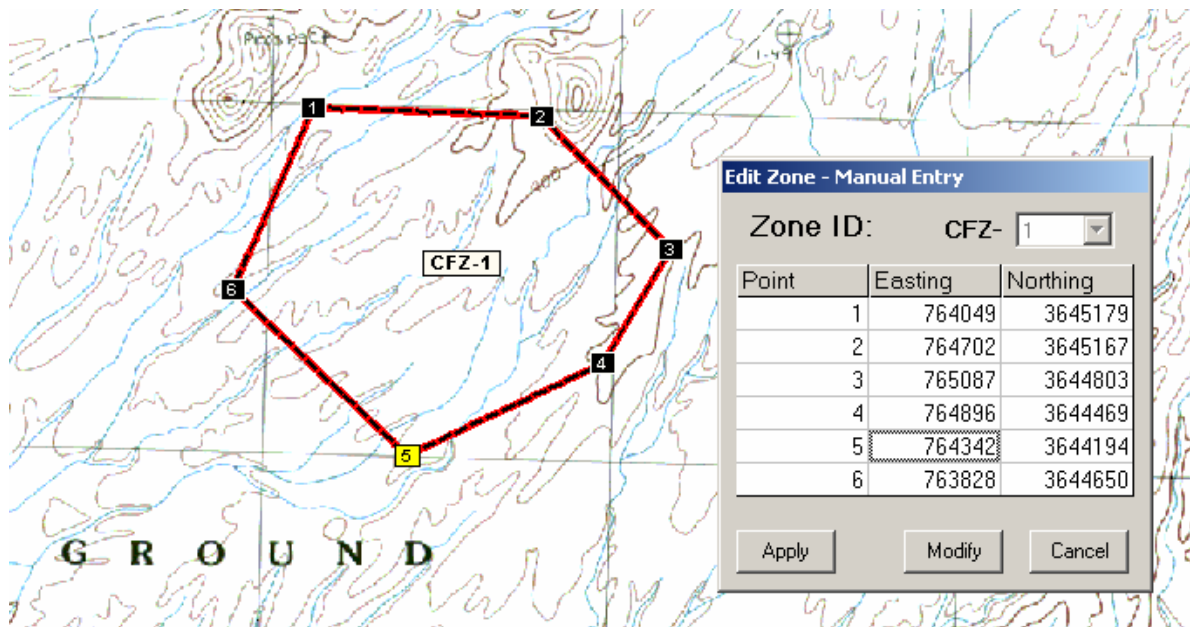 Prospect
1
2
3
CFZ-1
6
4
5
G R O U N D
Edit Zone - Manual Entry
Zone ID: CFZ- 1
Point Easting Northing
1 764049 3645179
2 764702 3645167
3 765087 3644803
4 764896 3644469
5 764342 3644194
6 763828 3644650
Apply Modify Cancel